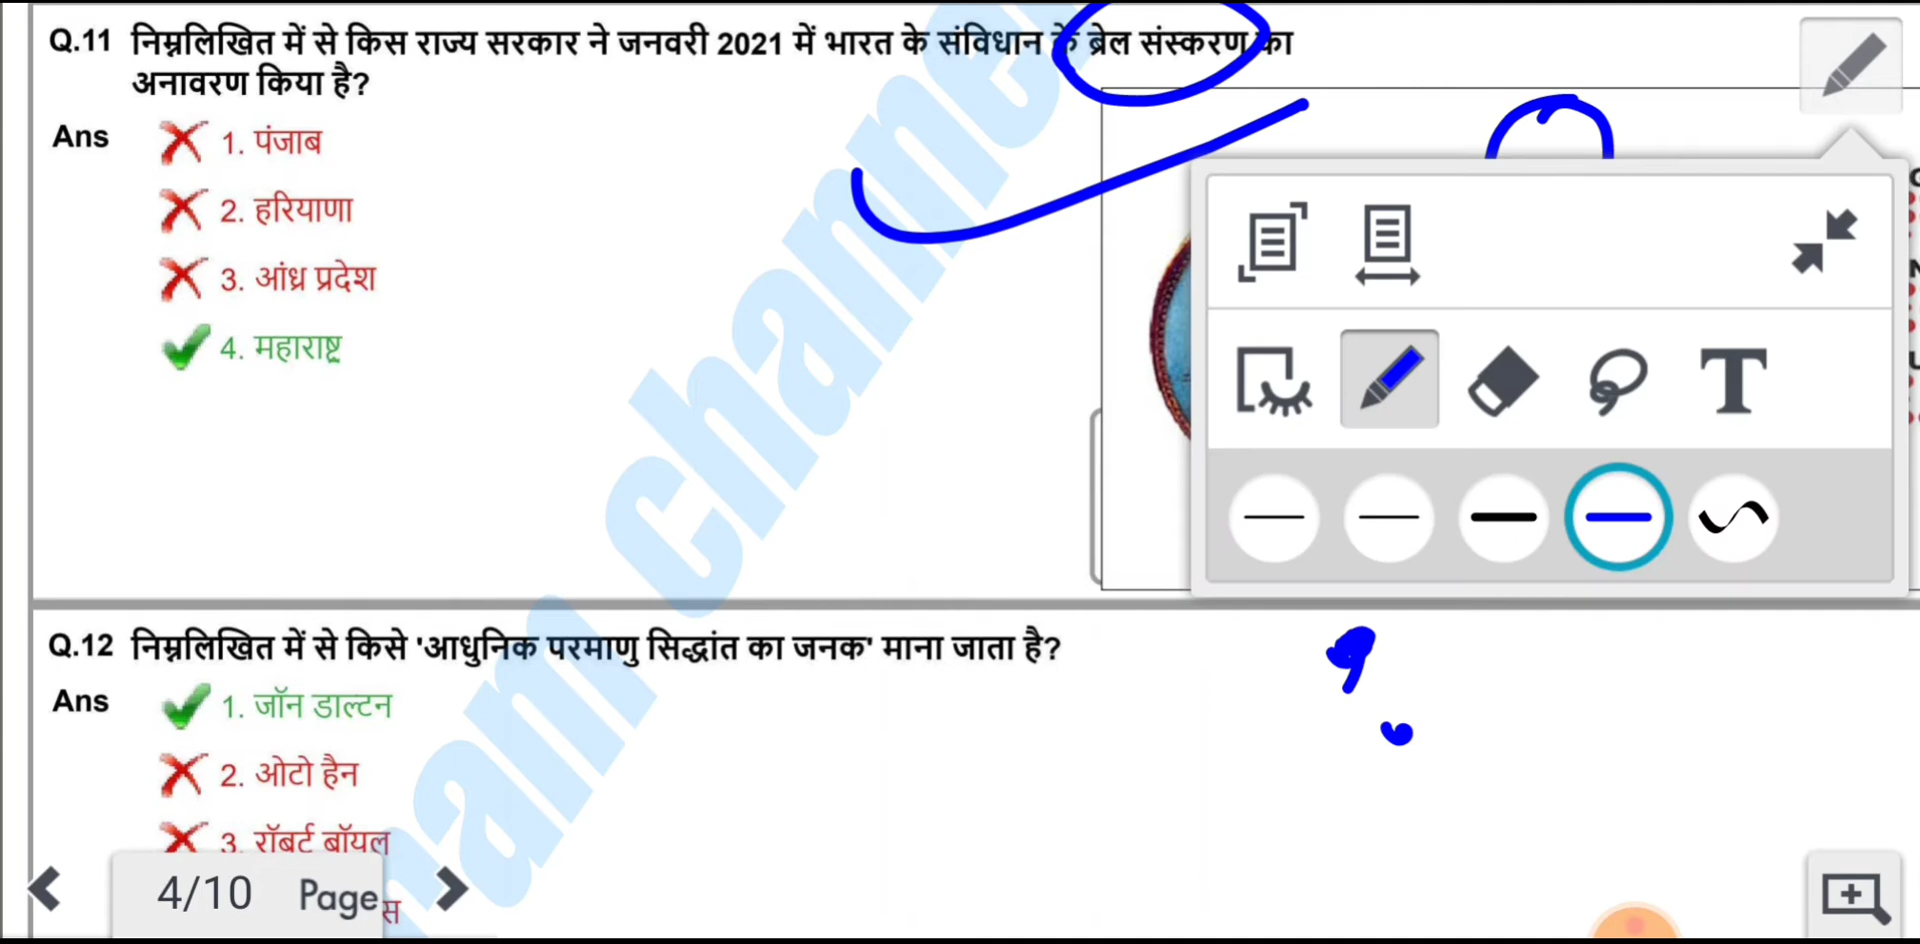 Q.11 निम्नलिखित में से किस राज्य सरकार ने जनवरी 2021 में भारत के संविधान के ब्रेल संस्करण का
अनावरण किया है?
Ans 1. पंजाब
2. हरियाणा
3. आंध्र प्रदेश
4. महाराष्ट्र
Q.12 निम्नलिखित में से किसे 'आधुनिक परमाणु सिद्धांत का जनक' माना जाता है?
Ans 1. जॉन डाल्टन
2. ओटो हैन
3. रॉबर्ट बॉयल
4/10 Page
T
channel